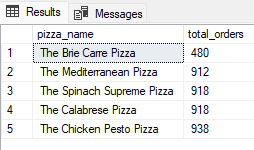 Results Messages
pizza_name total_orders
1 The Brie Carre Pizza 480
2 The Mediterranean Pizza 912
3 The Spinach Supreme Pizza 918
4 The Calabrese Pizza 918
5 The Chicken Pesto Pizza 938